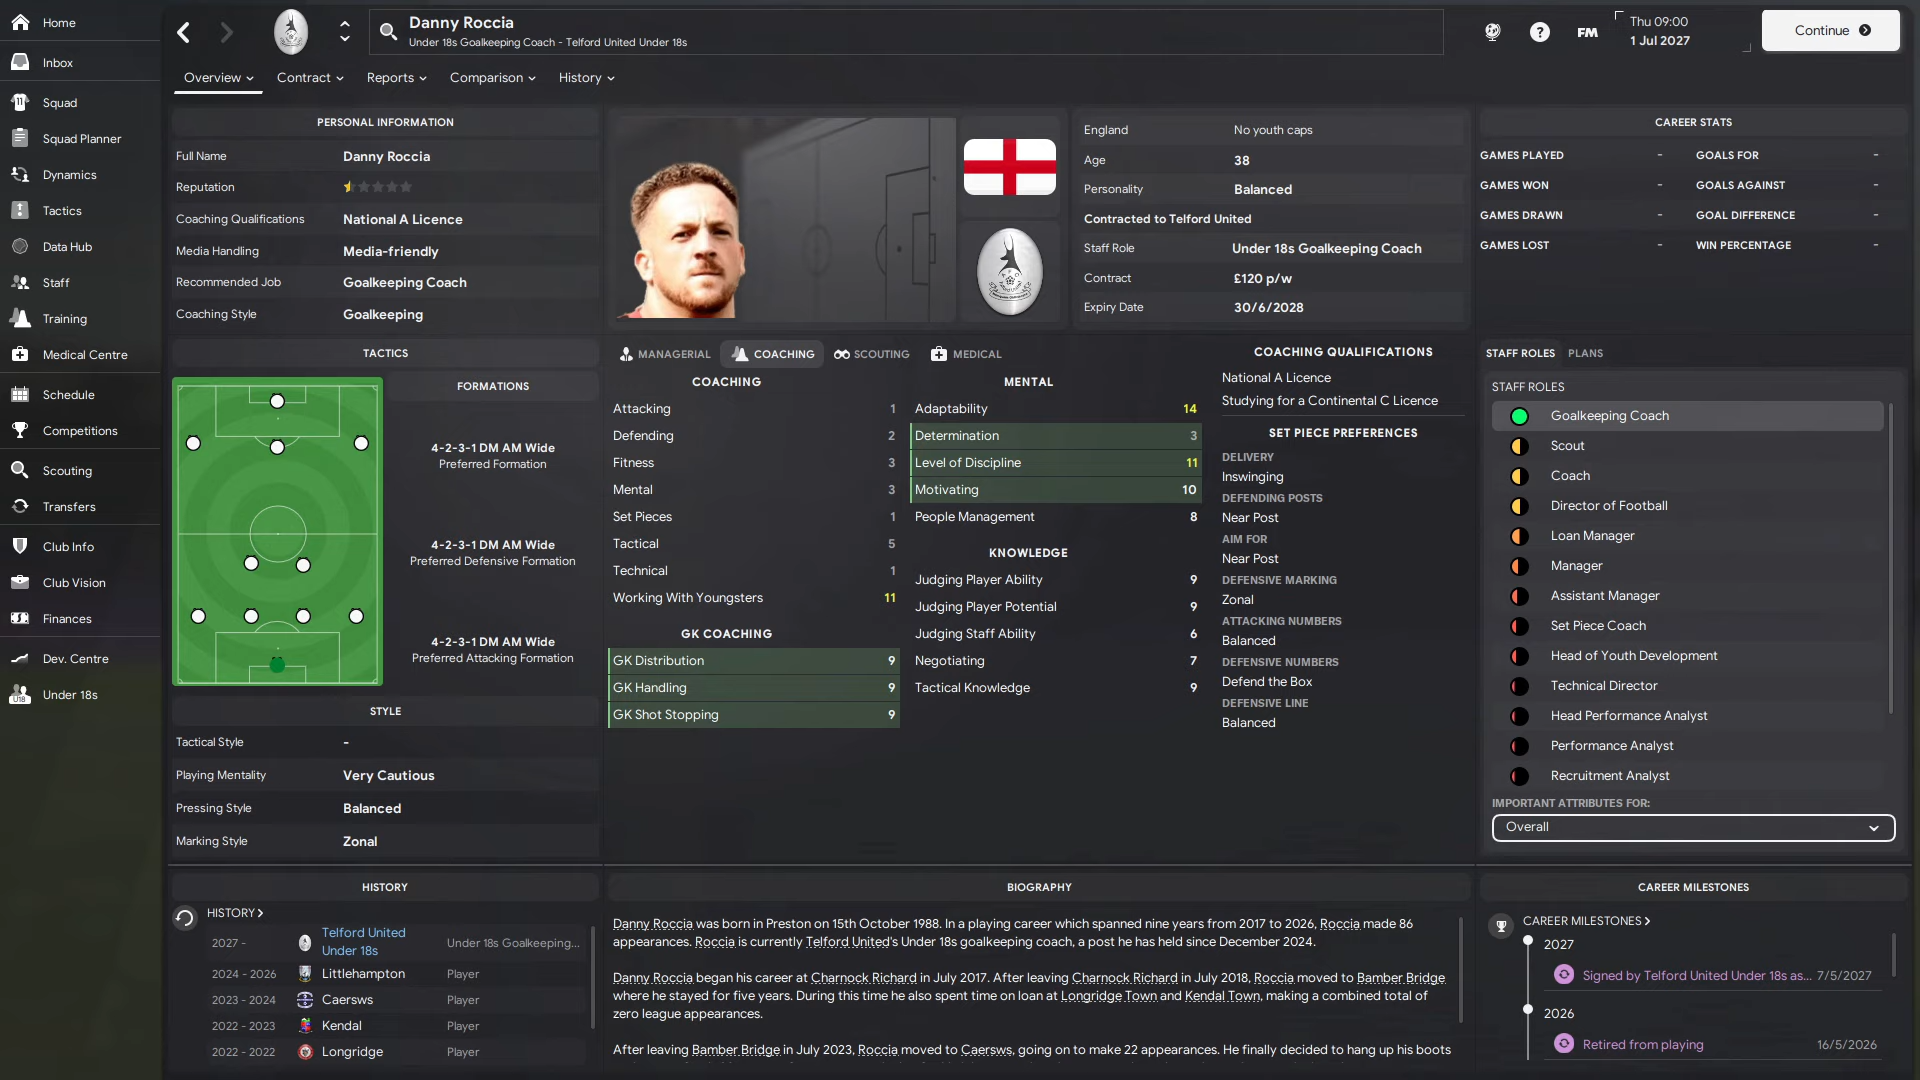 Home
Inbox
Squad
Squad Planner
Dynamics
Tactics
Data Hub
Staff
Training
Medical Centre
Schedule
Competitions
Scouting
Transfers
Club Info
Club Vision
Finances
Dev. Centre
Under 18s
Danny Roccia
Under 18s Goalkeeping Coach - Telford United Under 18s
FM
Thu 09:00
1 Jul 2027
Continue
Overview
Contract
Reports
Comparison
History
PERSONAL INFORMATION
Full Name Danny Roccia
Reputation
Coaching Qualifications National A Licence
Media Handling Media-friendly
Recommended Job Goalkeeping Coach
Coaching Style Goalkeeping
England No youth caps
Age 38
Personality Balanced
Contracted to Telford United
Staff Role Under 18s Goalkeeping Coach
Contract £120 p/w
Expiry Date 30/6/2028
CAREER STATS
GAMES PLAYED - GOALS FOR -
GAMES WON - GOALS AGAINST -
GAMES DRAWN - GOAL DIFFERENCE -
GAMES LOST - WIN PERCENTAGE -
TACTICS
FORMATIONS
4-2-3-1 DM AM Wide
Preferred Formation
4-2-3-1 DM AM Wide
Preferred Defensive Formation
4-2-3-1 DM AM Wide
Preferred Attacking Formation
STYLE
Tactical Style -
Playing Mentality Very Cautious
Pressing Style Balanced
Marking Style Zonal
MANAGERIAL
COACHING
SCOUTING
MEDICAL
COACHING
Attacking 1
Defending 2
Fitness 3
Mental 3
Set Pieces 1
Tactical 5
Technical 1
Working With Youngsters 11
GK COACHING
GK Distribution 9
GK Handling 9
GK Shot Stopping 9
MENTAL
Adaptability 14
Determination 3
Level of Discipline 11
Motivating 10
People Management 8
KNOWLEDGE
Judging Player Ability 9
Judging Player Potential 9
Judging Staff Ability 6
Negotiating 7
Tactical Knowledge 9
COACHING QUALIFICATIONS
National A Licence
Studying for a Continental C Licence
SET PIECE PREFERENCES
DELIVERY
Inswinging
DEFENDING POSTS
Near Post
AIM FOR
Near Post
DEFENSIVE MARKING
Zonal
ATTACKING NUMBERS
Balanced
DEFENSIVE NUMBERS
Defend the Box
DEFENSIVE LINE
Balanced
STAFF ROLES
PLANS
STAFF ROLES
Goalkeeping Coach
Scout
Coach
Director of Football
Loan Manager
Manager
Assistant Manager
Set Piece Coach
Head of Youth Development
Technical Director
Head Performance Analyst
Performance Analyst
Recruitment Analyst
IMPORTANT ATTRIBUTES FOR:
Overall
HISTORY
HISTORY
2027 - Telford United Under 18s Under 18s Goalkeeping...
2024 - 2026 Littlehampton Player
2023 - 2024 Caersws Player
2022 - 2023 Kendal Player
2022 - 2022 Longridge Player
BIOGRAPHY
Danny Roccia was born in Preston on 15th October 1988. In a playing career which spanned nine years from 2017 to 2026, Roccia made 86
appearances. Roccia is currently Telford United's Under 18s goalkeeping coach, a post he has held since December 2024.
Danny Roccia began his career at Charnock Richard in July 2017. After leaving Charnock Richard in July 2018, Roccia moved to Bamber Bridge
where he stayed for five years. During this time he also spent time on loan at Longridge Town and Kendal Town, making a combined total of
zero league appearances.
After leaving Bamber Bridge in July 2023, Roccia moved to Caersws, going on to make 22 appearances. He finally decided to hang up his boots
CAREER MILESTONES
CAREER MILESTONES
2027
Signed by Telford United Under 18s as... 7/5/2027
2026
Retired from playing 16/5/2026